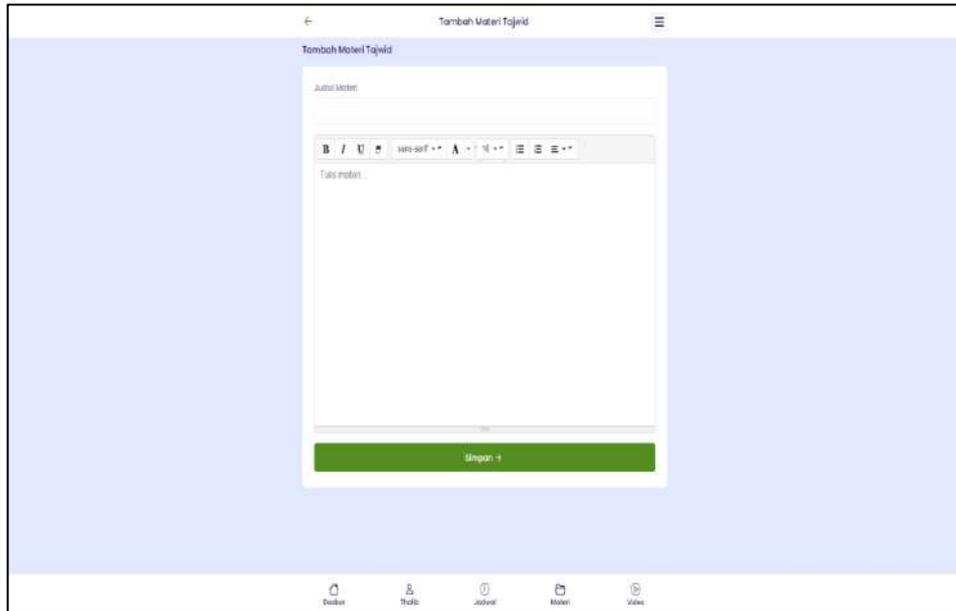 Tambah Materi Tajwid
Tambah Materi Tajwid
Judul Materi
B I U sans-serif A
Tulis materi...
Simpan →
Dasbor Thalib Jadwal Materi Video